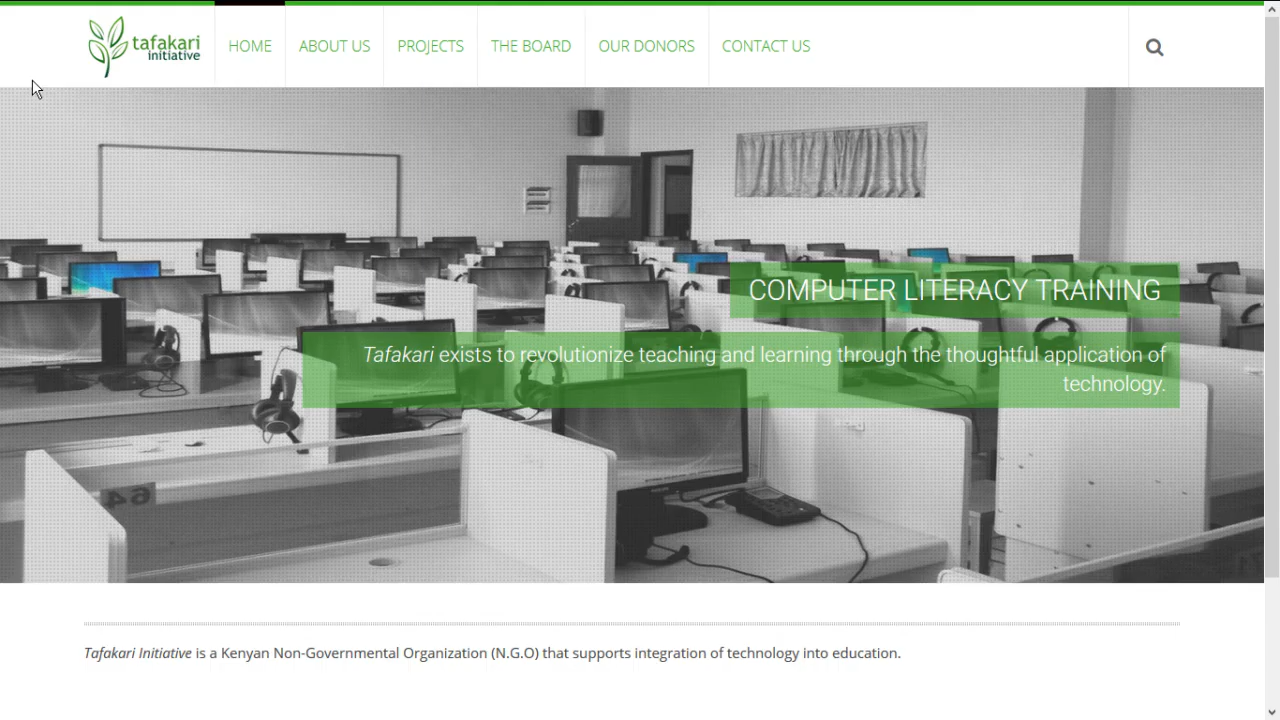 tafakari
initiative
HOME
ABOUT US
PROJECTS
THE BOARD
OUR DONORS
CONTACT US
COMPUTER LITERACY TRAINING
Tafakari exists to revolutionize teaching and learning through the thoughtful application of
technology.
64
Tafakari Initiative is a Kenyan Non-Governmental Organization (N.G.O) that supports integration of technology into education.